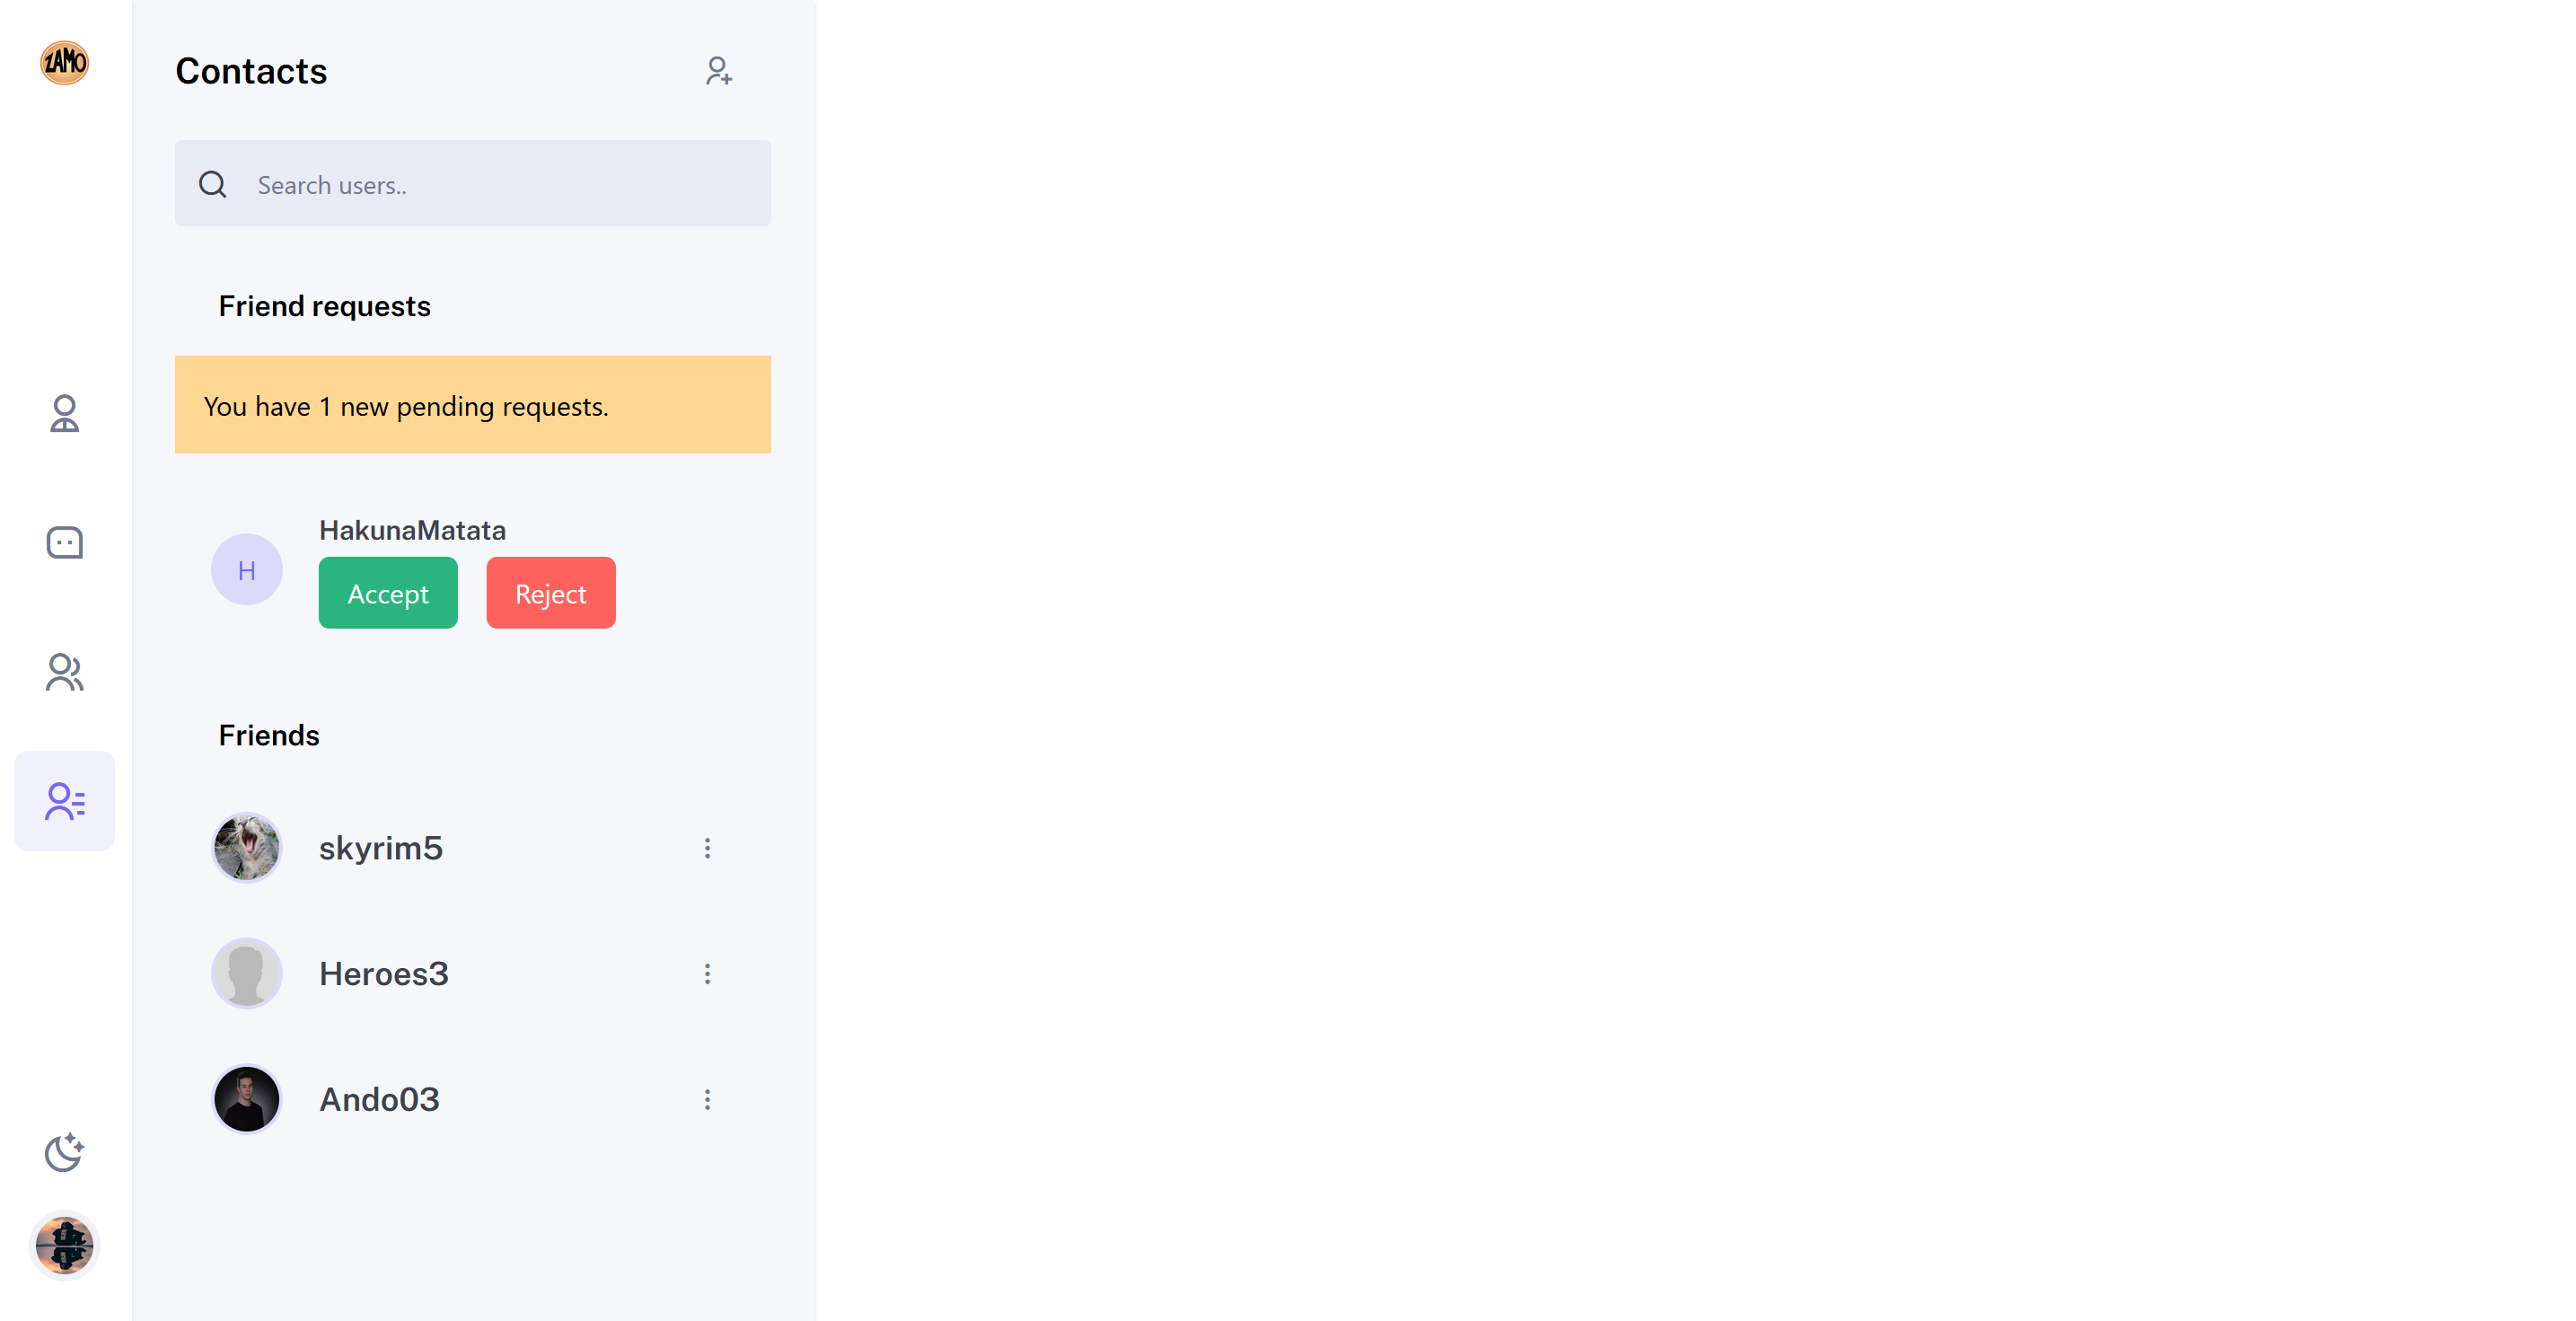 ZAMO
Contacts
Search users..
Friend requests
You have 1 new pending requests.
HakunaMatata
H
Accept Reject
Friends
skyrim5
Heroes3
Ando03